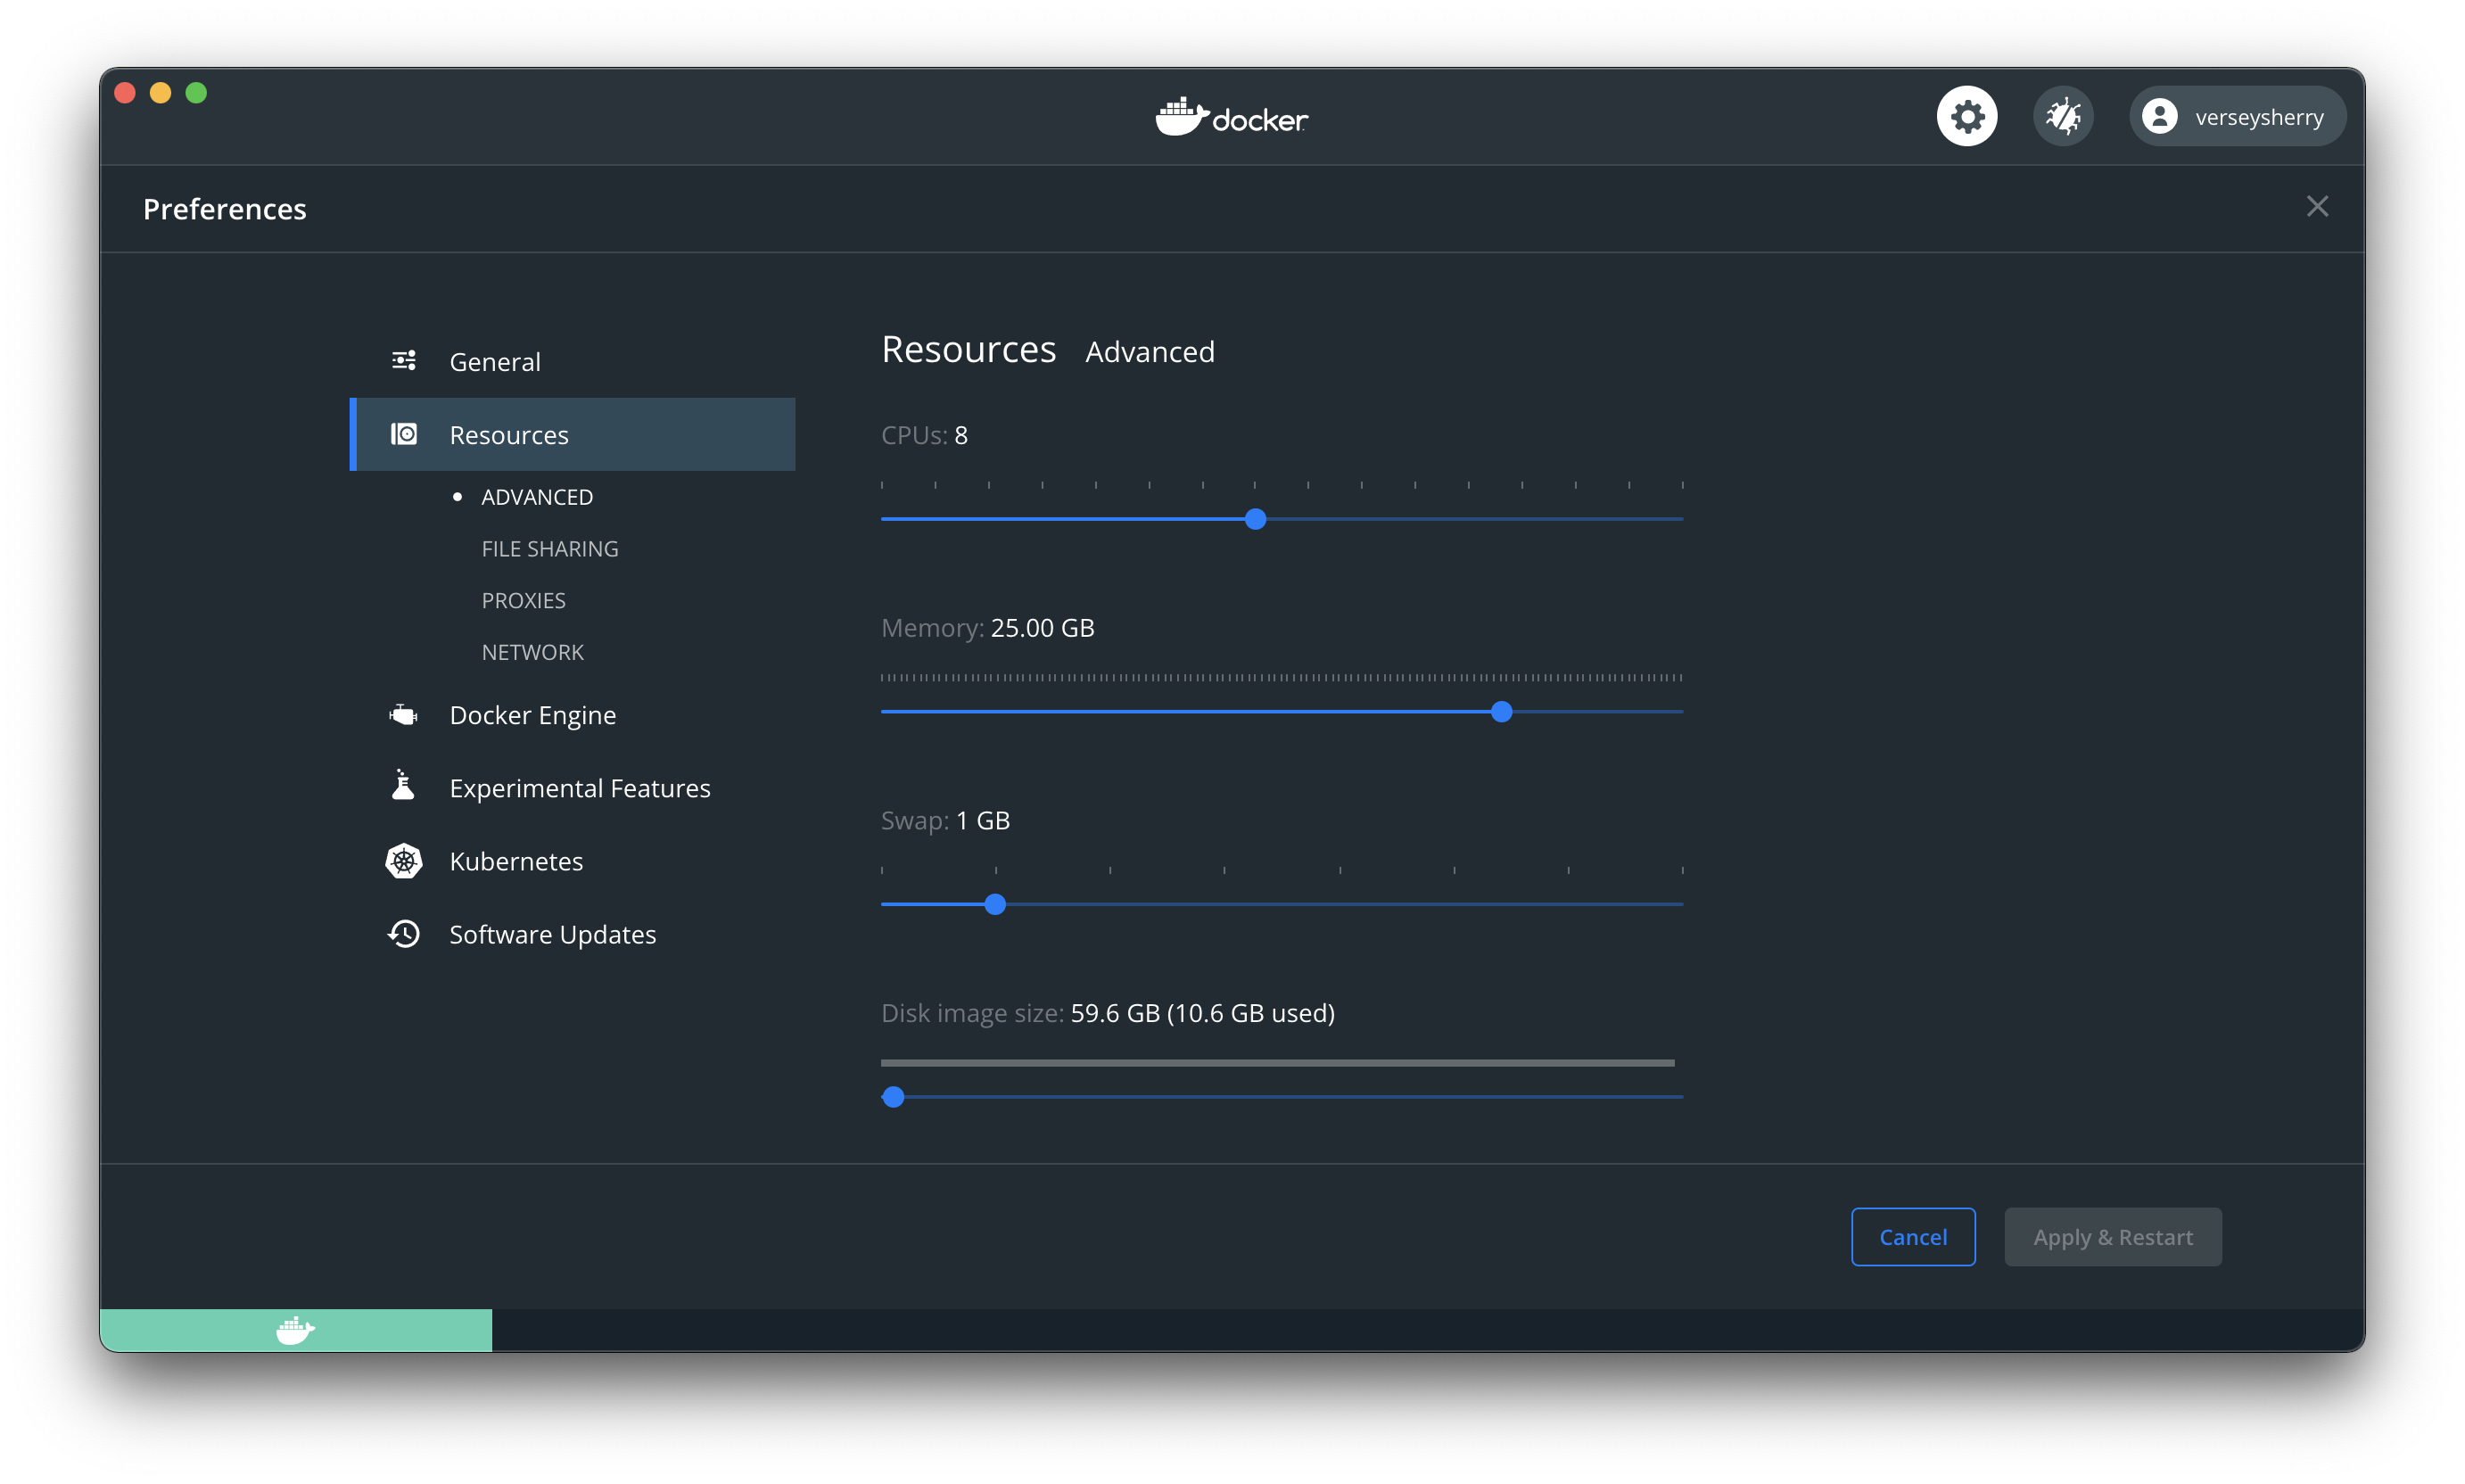 docker
verseysherry
Preferences
General
Resources
ADVANCED
FILE SHARING
PROXIES
NETWORK
Docker Engine
Experimental Features
Kubernetes
Software Updates
Resources Advanced
CPUs: 8
Memory: 25.00 GB
Swap: 1 GB
Disk image size: 59.6 GB (10.6 GB used)
Cancel
Apply & Restart